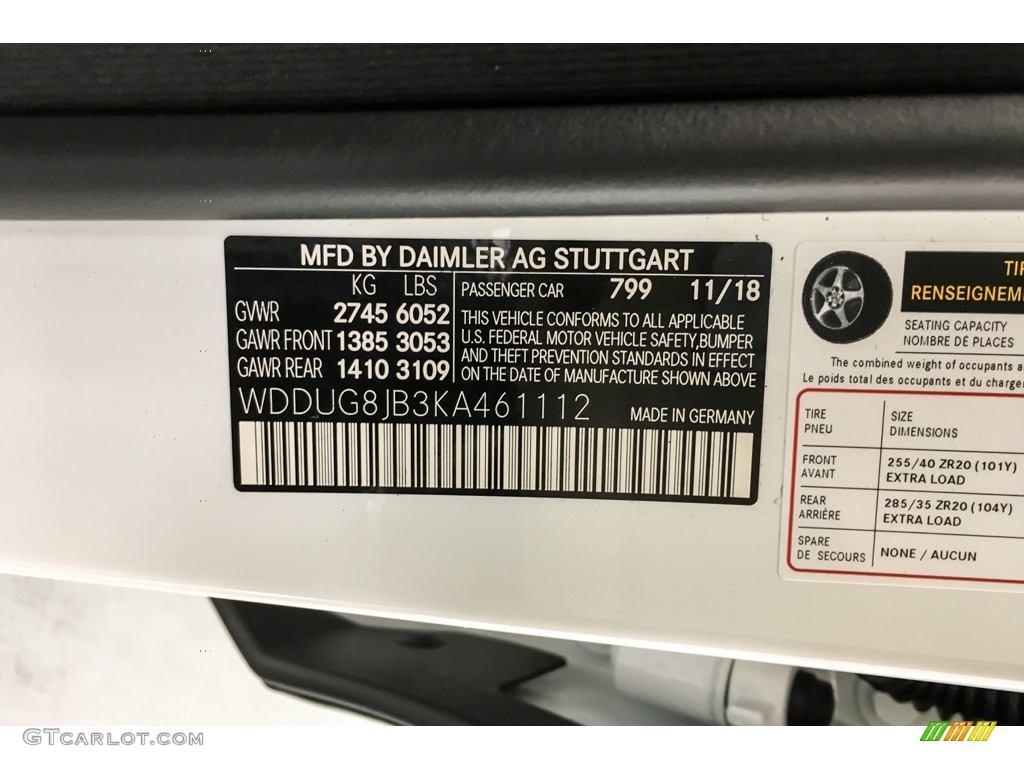 MFD BY DAIMLER AG STUTTGART
KG LBS
GVWR 2745 6052
GAWR FRONT 1385 3053
GAWR REAR 1410 3109
PASSENGER CAR 799 11/18
THIS VEHICLE CONFORMS TO ALL APPLICABLE
U.S. FEDERAL MOTOR VEHICLE SAFETY,BUMPER
AND THEFT PREVENTION STANDARDS IN EFFECT
ON THE DATE OF MANUFACTURE SHOWN ABOVE
WDDUG8JB3KA461112 MADE IN GERMANY
SEATING CAPACITY
NOMBRE DE PLACES
The combined weight of occupants
Le poids total des occupants et du
TIRE
PNEU
SIZE
DIMENSIONS
FRONT
AVANT
255/40 ZR20 (101Y)
EXTRA LOAD
REAR
ARRIÈRE
285/35 ZR20 (104Y)
EXTRA LOAD
SPARE
DE SECOURS
NONE / AUCUN
GTcarlot.com